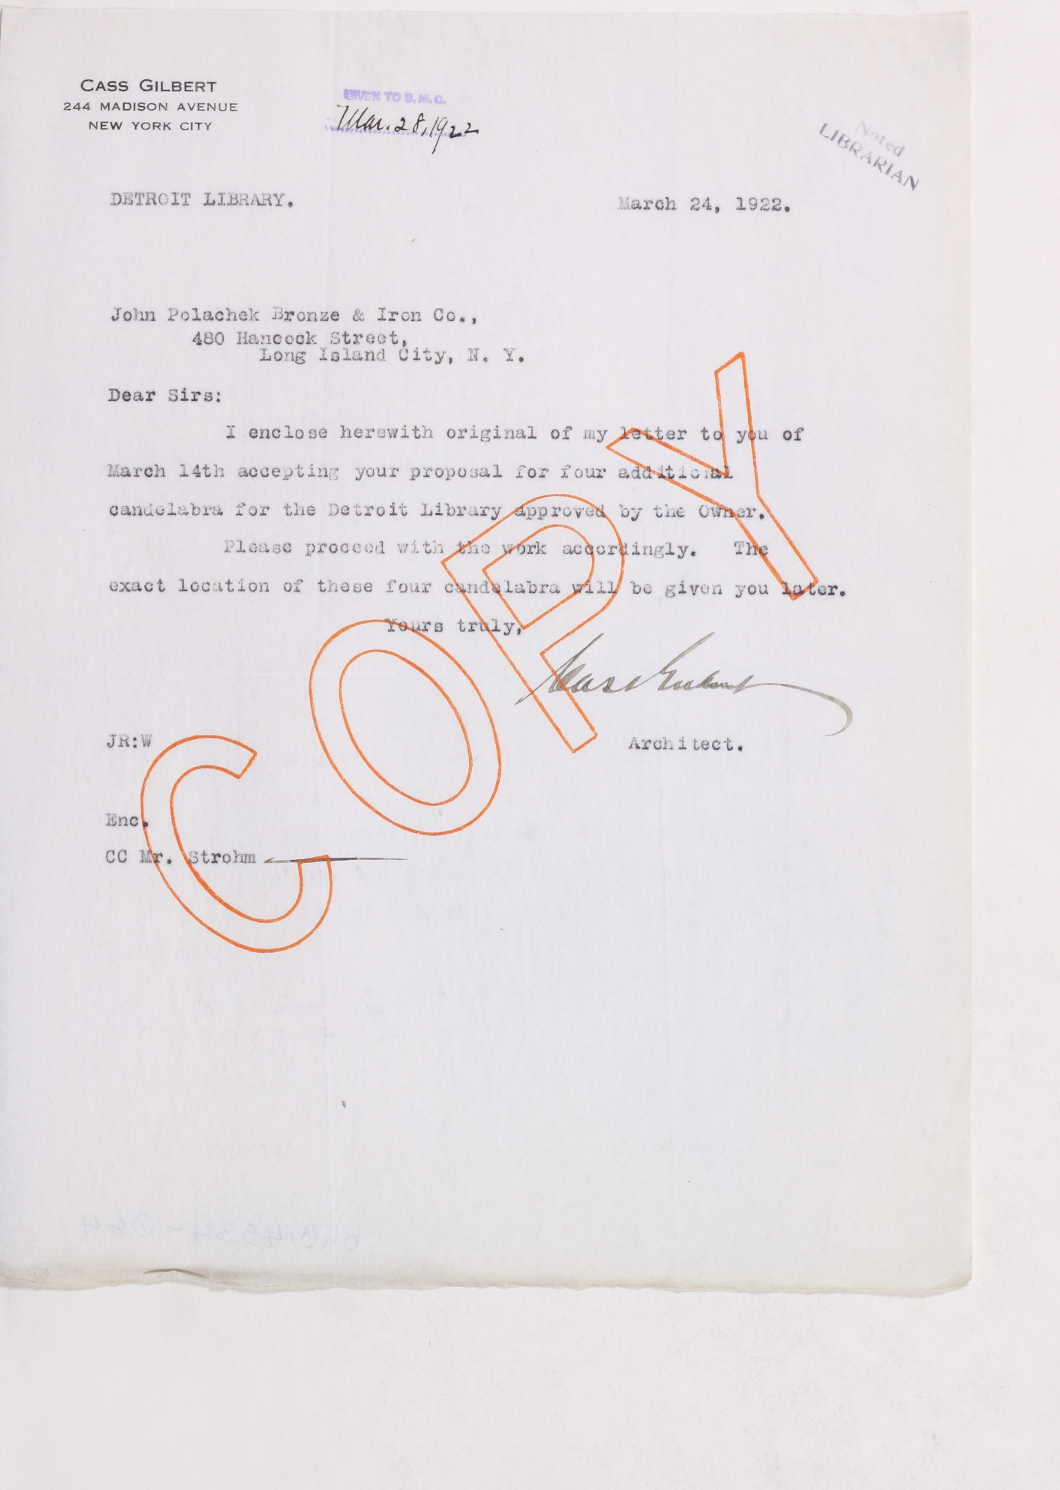 CASS GILBERT
244 MADISON AVENUE
NEW YORK CITY
GIVEN TO B.M.C.
Mar. 28, 1922
Noted
LIBRARIAN
DETROIT LIBRARY.
March 24, 1922.
John Polachek Bronze & Iron Co.,
480 Hancock Street,
Long Island City, N. Y.
Dear Sirs:
I enclose herewith original of my letter to you of
March 14th accepting your proposal for four additional
candelabra for the Detroit Library approved by the Owner.
Please proceed with the work accordingly. The
exact location of these four candelabra will be given you later.
Yours truly,
Cass Gilbert
JR:W
Architect.
Enc.
CC Mr. Strohm
COPY